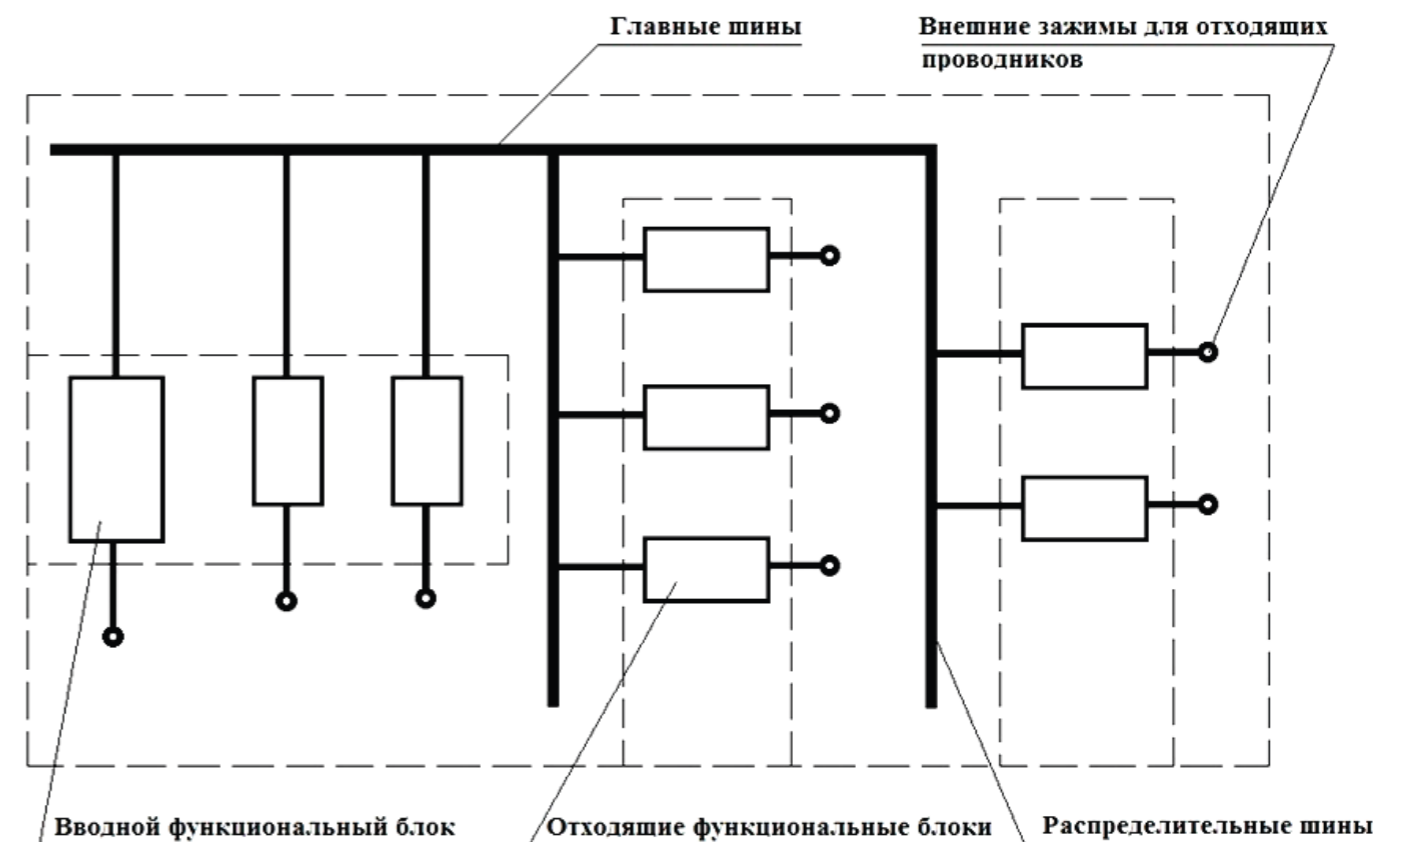 Главные шины
Внешние зажимы для отходящих
проводников
Вводной функциональный блок
Отходящие функциональные блоки
Распределительные шины